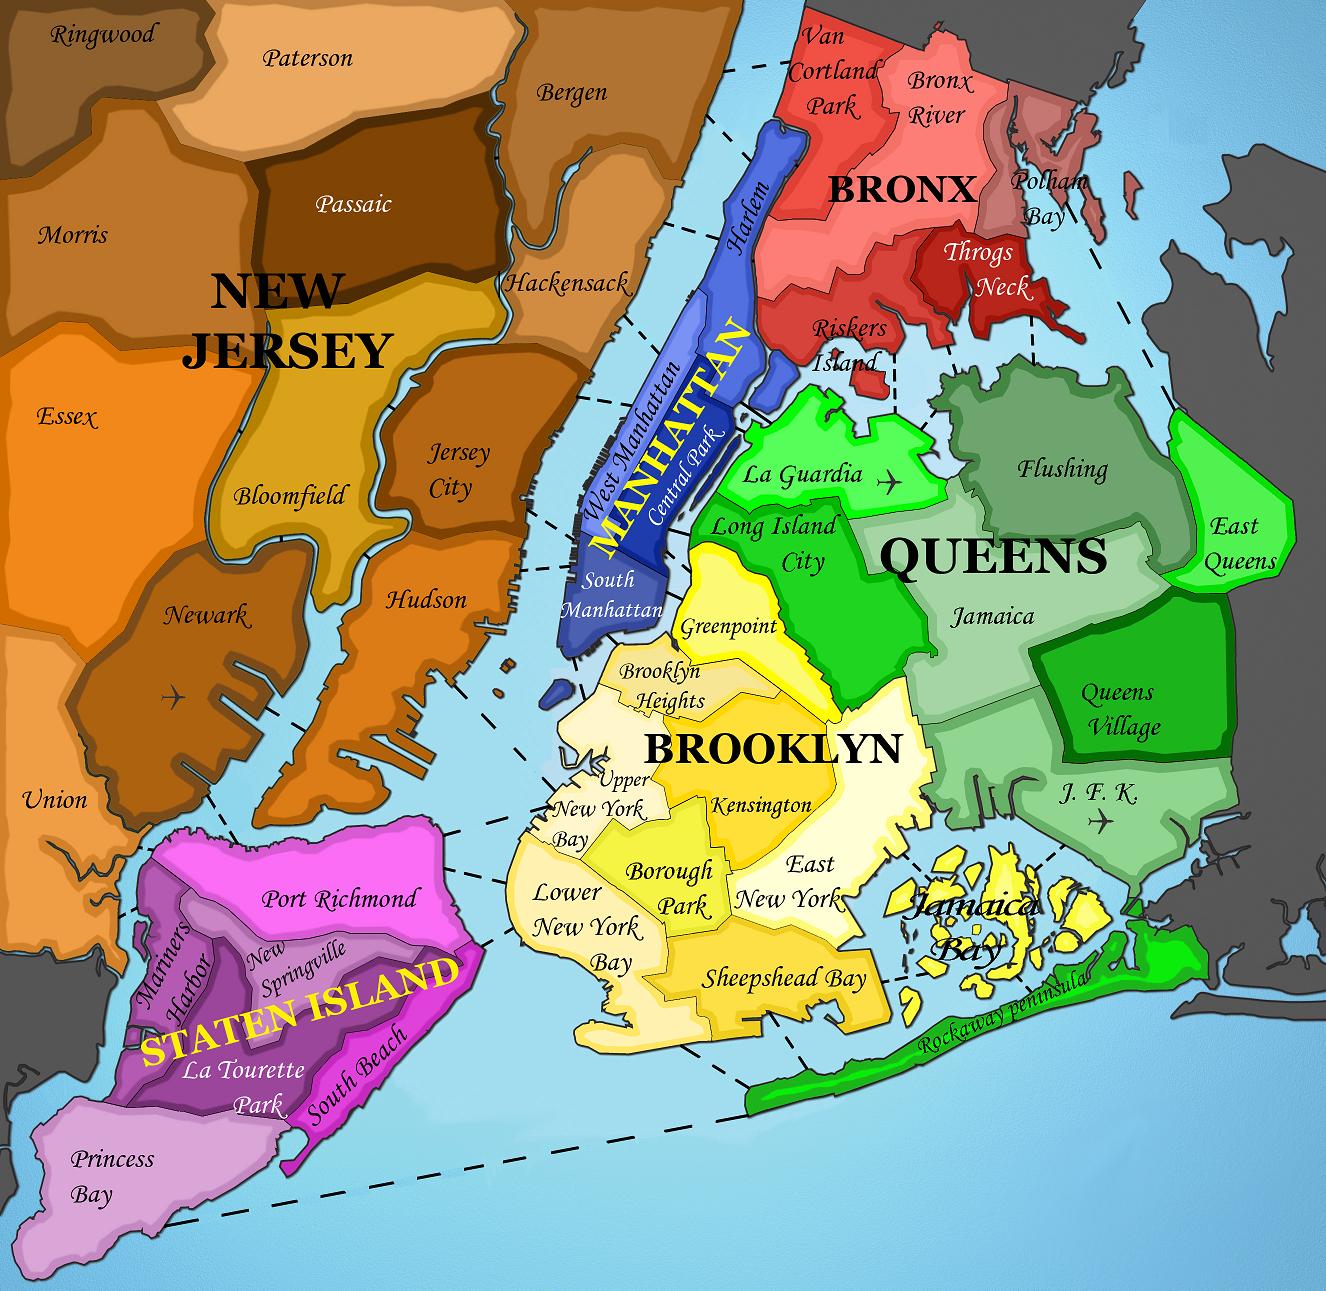 Ringwood
Paterson
Bergen
Morris
Passaic
Hackensack
NEW
JERSEY
Essex
Bloomfield
Jersey
City
Newark
Hudson
Union
Van
Cortland
Park
Bronx
River
BRONX
Polham
Bay
Throgs
Neck
Riskers
Island
Harlem
MANHATTAN
West Manhattan
Central Park
South
Manhattan
La Guardia
Flushing
Long Island
City
QUEENS
East
Queens
Jamaica
Queens
Village
J. F. K.
Greenpoint
Brooklyn
Heights
BROOKLYN
Upper
New York
Bay
Kensington
Borough
Park
East
New York
Lower
New York
Bay
Sheepshead Bay
Jamaica
Bay
Rockaway peninsula
Port Richmond
Mariners
Harbor
New
Springville
STATEN ISLAND
La Tourette
Park
South Beach
Princess
Bay